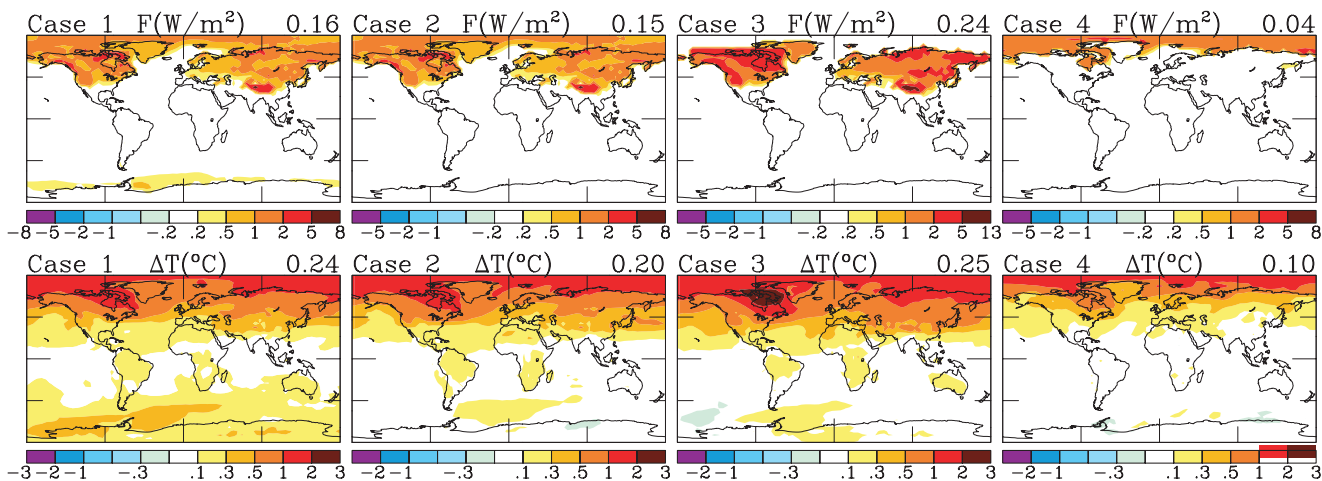 Case 1 F(W/m²) 0.16
Case 2 F(W/m²) 0.15
Case 3 F(W/m²) 0.24
Case 4 F(W/m²) 0.04
-8 -5 -2 -1 -.2 .2 .5 1 2 5 8
-5 -2 -1 -.2 .2 .5 1 2 5 8
-5 -2 -1 -.2 .2 .5 1 2 5 13
-5 -2 -1 -.2 .2 .5 1 2 5 8
Case 1 ΔT(°C) 0.24
Case 2 ΔT(°C) 0.20
Case 3 ΔT(°C) 0.25
Case 4 ΔT(°C) 0.10
-3 -2 -1 -.3 .1 .3 .5 1 2 3
-2 -1 -.3 .1 .3 .5 1 2 3
-2 -1 -.3 .1 .3 .5 1 2 3
-2 -1 -.3 .1 .3 .5 1 2 3